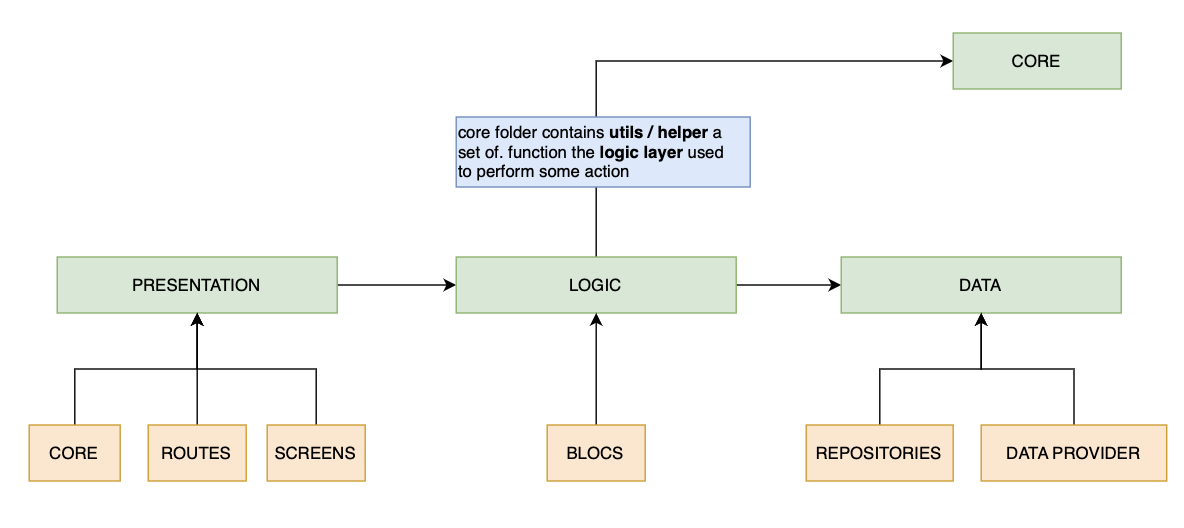 CORE
core folder contains utils / helper a
set of. function the logic layer used
to perform some action
PRESENTATION
LOGIC
DATA
CORE
ROUTES
SCREENS
BLOCS
REPOSITORIES
DATA PROVIDER